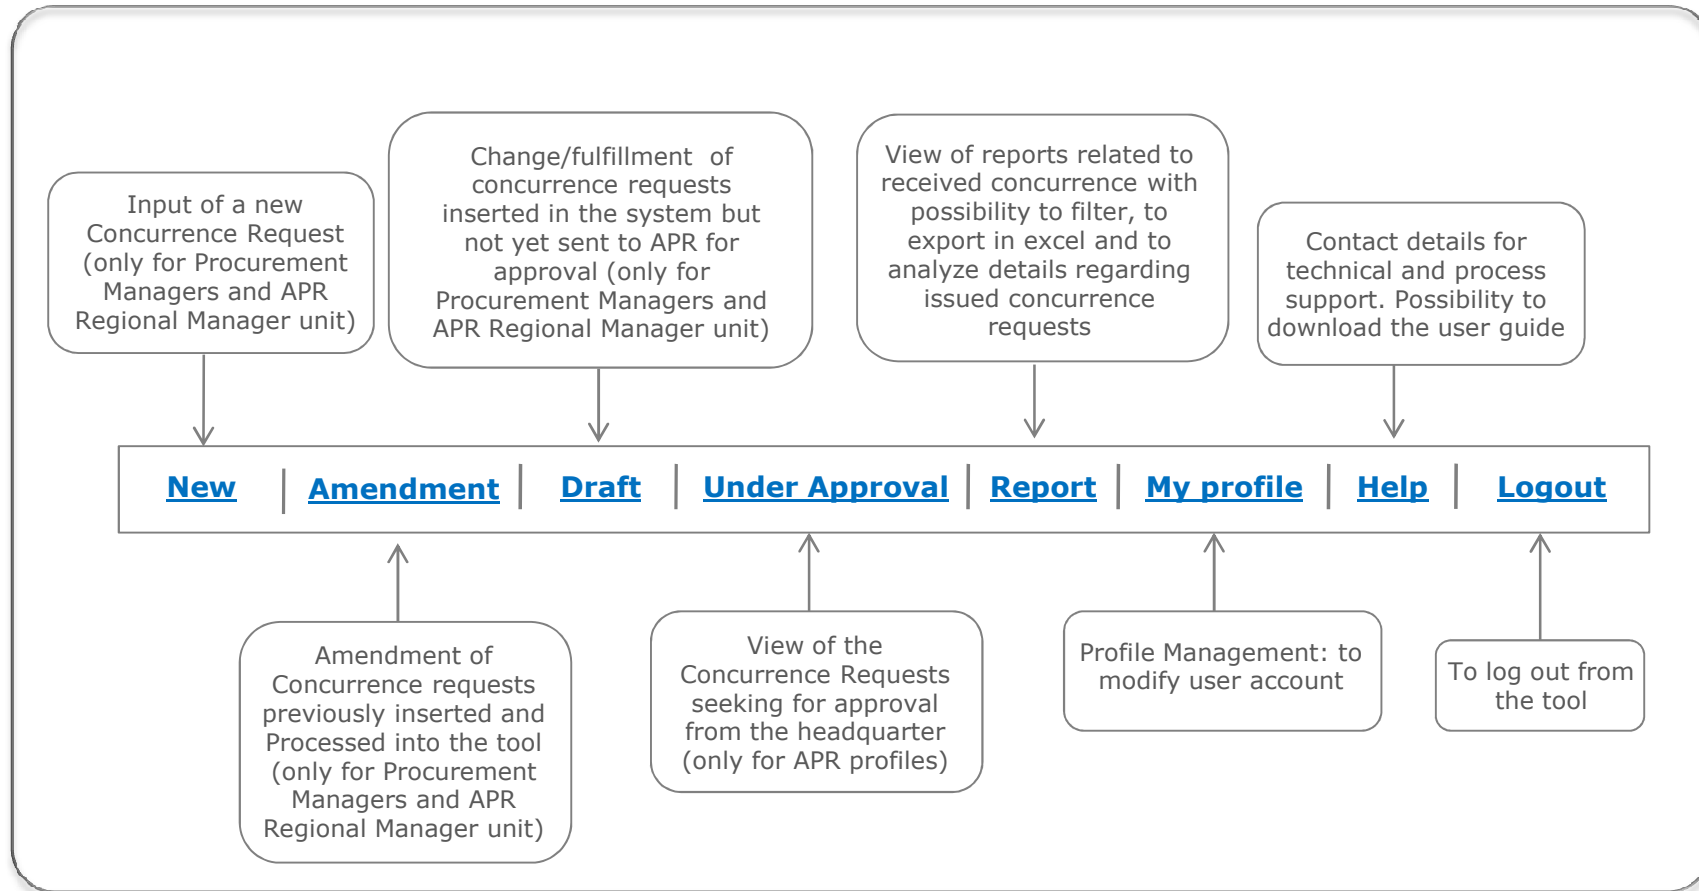 Input of a new
Concurrence Request
(only for Procurement
Managers and APR
Regional Manager unit)
Change/fulfillment of
concurrence requests
inserted in the system but
not yet sent to APR for
approval (only for
Procurement Managers and
APR Regional Manager unit)
View of reports related to
received concurrence with
possibility to filter, to
export in excel and to
analyze details regarding
issued concurrence
requests
Contact details for
technical and process
support. Possibility to
download the user guide
New | Amendment | Draft | Under Approval | Report | My profile | Help | Logout
Amendment of
Concurrence requests
previously inserted and
Processed into the tool
(only for Procurement
Managers and APR
Regional Manager unit)
View of the
Concurrence Requests
seeking for approval
from the headquarter
(only for APR profiles)
Profile Management: to
modify user account
To log out from
the tool